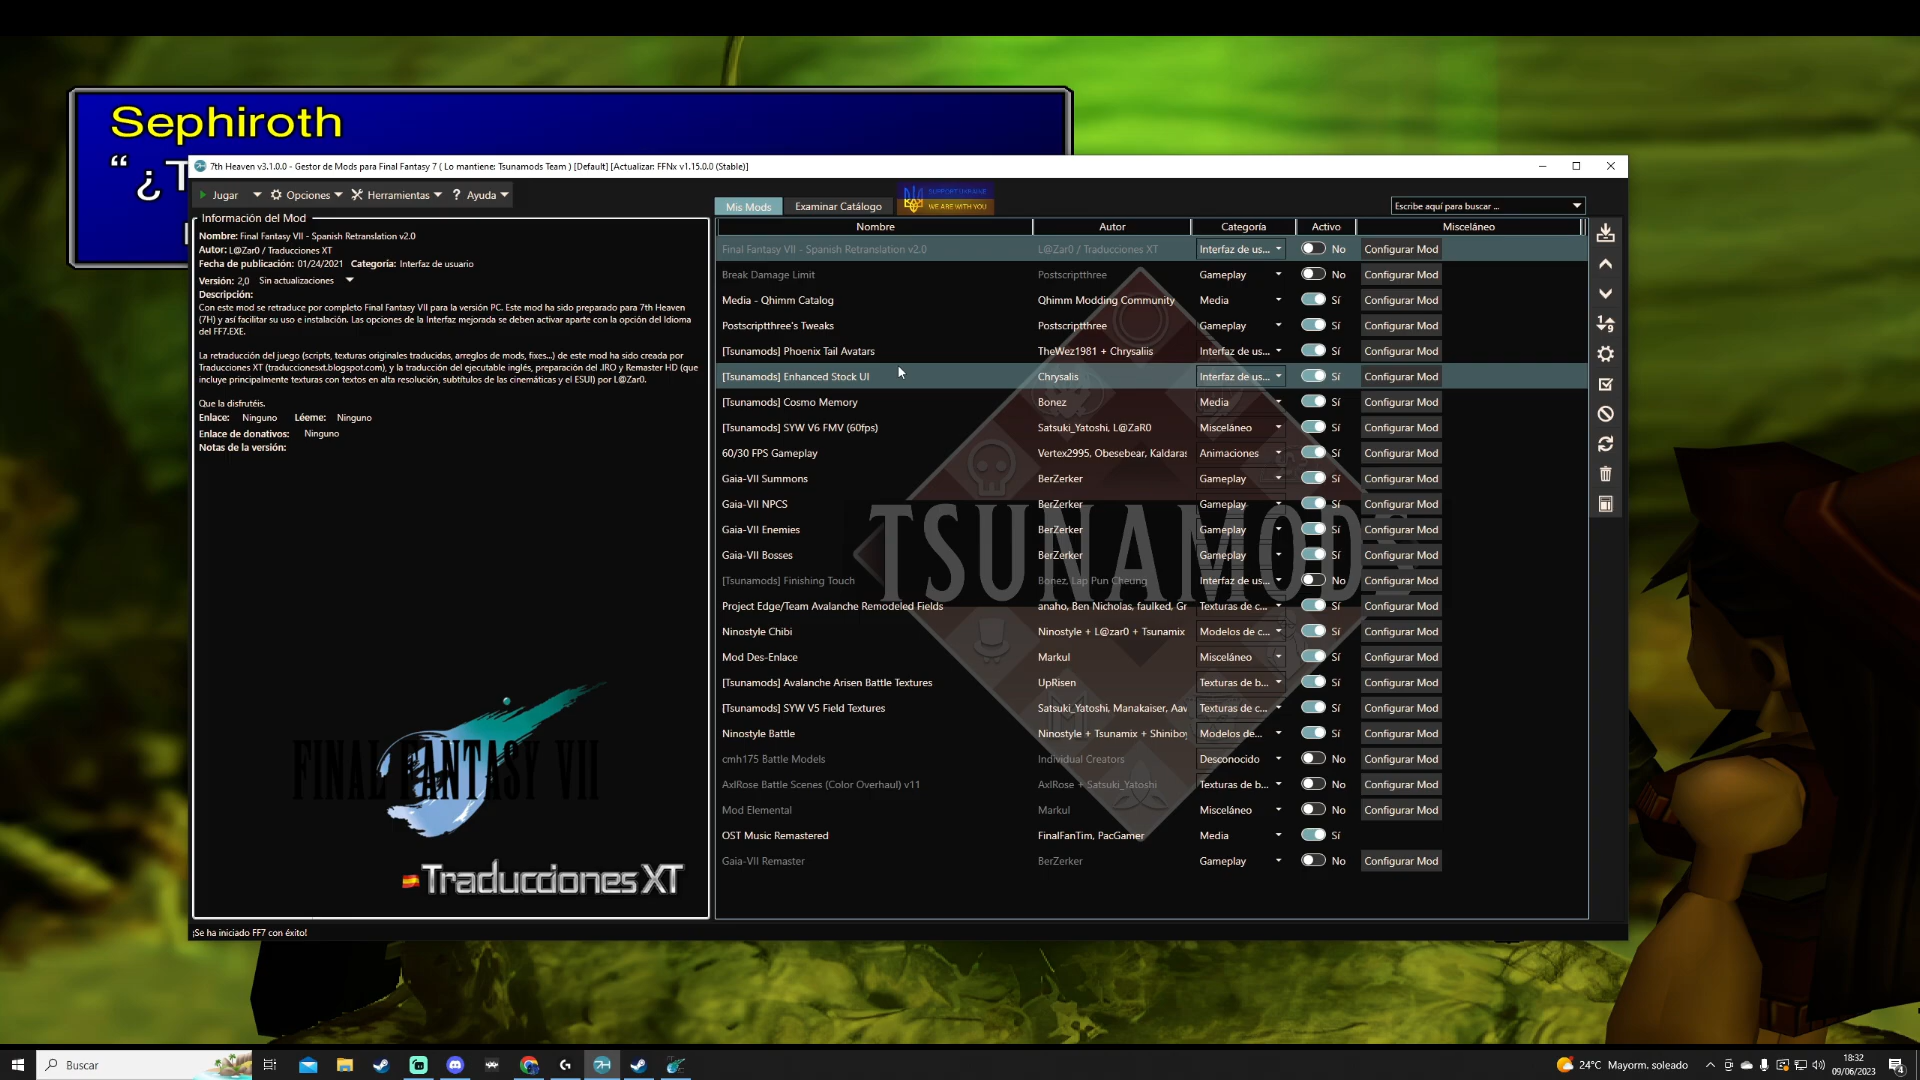 Sephiroth
“¿T
7th Heaven v3.1.0.0 - Gestor de Mods para Final Fantasy 7 ( Lo mantiene: Tsunamods Team ) [Default] [Actualizar: FFNx v1.15.0.0 (Stable)]
Jugar Opciones Herramientas ? Ayuda
Mis Mods Examinar Catálogo SUPPORT UKRAINE
WE ARE WITH YOU
Escribe aquí para buscar ...
Información del Mod
Nombre: Final Fantasy VII - Spanish Retranslation v2.0
Autor: L@Zar0 / Traducciones XT
Fecha de publicación: 01/24/2021 Categoría: Interfaz de usuario
Versión: 2,0 Sin actualizaciones
Descripción:
Con este mod se retraduce por completo Final Fantasy VII para la versión PC. Este mod ha sido preparado para 7th Heaven
(7H) y así facilitar su uso e instalación. Las opciones de la Interfaz mejorada se deben activar aparte con la opción del Idioma
del FF7.EXE.
La retraducción del juego (scripts, texturas originales traducidas, arreglos de mods, fixes...) de este mod ha sido creada por
Traducciones XT (traduccionesxt.blogspot.com), y la traducción del ejecutable inglés, preparación del .IRO y Remaster HD (que
incluye principalmente texturas con textos en alta resolución, subtítulos de las cinemáticas y el ESUI) por L@Zar0.
Que la disfrutéis.
Enlace: Ninguno Léeme: Ninguno
Enlace de donativos: Ninguno
Notas de la versión:
FINAL FANTASY VII
TraduccionesXT
¡Se ha iniciado FF7 con éxito!
Nombre Autor Categoría Activo Misceláneo
Final Fantasy VII - Spanish Retranslation v2.0 L@Zar0 / Traducciones XT Interfaz de us... No Configurar Mod
Break Damage Limit Postscriptthree Gameplay No Configurar Mod
Media - Qhimm Catalog Qhimm Modding Community Media Sí Configurar Mod
Postscriptthree's Tweaks Postscriptthree Gameplay Sí Configurar Mod
[Tsunamods] Phoenix Tail Avatars TheWez1981 + Chrysaliis Interfaz de us... Sí Configurar Mod
[Tsunamods] Enhanced Stock UI Chrysalis Interfaz de us... Sí Configurar Mod
[Tsunamods] Cosmo Memory Bonez Media Sí Configurar Mod
[Tsunamods] SYW V6 FMV (60fps) Satsuki_Yatoshi, L@ZaR0 Misceláneo Sí Configurar Mod
60/30 FPS Gameplay Vertex2995, Obesebear, Kaldaras Animaciones Sí Configurar Mod
Gaia-VII Summons BerZerker Gameplay Sí Configurar Mod
Gaia-VII NPCS BerZerker Gameplay Sí Configurar Mod
Gaia-VII Enemies BerZerker Gameplay Sí Configurar Mod
Gaia-VII Bosses BerZerker Gameplay Sí Configurar Mod
[Tsunamods] Finishing Touch Bonez, Lap Pun Cheung Interfaz de us... No Configurar Mod
Project Edge/Team Avalanche Remodeled Fields anaho, Ben Nicholas, faulked, Gr Texturas de c... Sí Configurar Mod
Ninostyle Chibi Ninostyle + L@zar0 + Tsunamix Modelos de c... Sí Configurar Mod
Mod Des-Enlace Markul Misceláneo Sí Configurar Mod
[Tsunamods] Avalanche Arisen Battle Textures UpRisen Texturas de b... Sí Configurar Mod
[Tsunamods] SYW V5 Field Textures Satsuki_Yatoshi, Manakaiser, Aav Texturas de c... Sí Configurar Mod
Ninostyle Battle Ninostyle + Tsunamix + Shiniboy Modelos de... Sí Configurar Mod
cmh175 Battle Models Individual Creators Desconocido No Configurar Mod
AxlRose Battle Scenes (Color Overhaul) v11 AxlRose + Satsuki_Yatoshi Texturas de b... No Configurar Mod
Mod Elemental Markul Misceláneo No Configurar Mod
OST Music Remastered FinalFanTim, PacGamer Media Sí
Gaia-VII Remaster BerZerker Gameplay No Configurar Mod
TSUNAMODS
Buscar
24°C Mayorm. soleado
18:32
09/06/2023
4